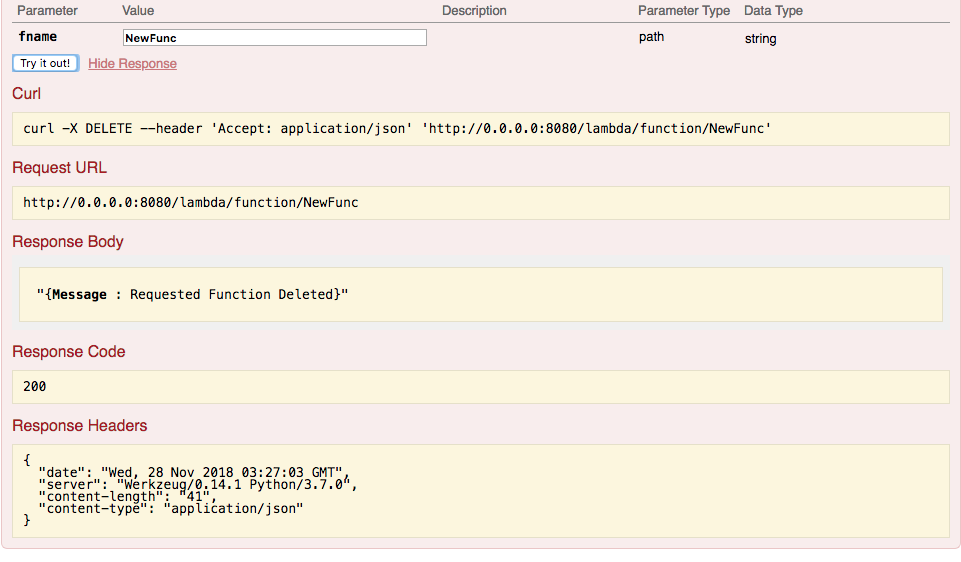 Parameter Value Description Parameter Type Data Type
fname NewFunc path string
Try it out! Hide Response
Curl
curl -X DELETE --header 'Accept: application/json' 'http://0.0.0.0:8080/lambda/function/NewFunc'
Request URL
http://0.0.0.0:8080/lambda/function/NewFunc
Response Body
"{Message : Requested Function Deleted}"
Response Code
200
Response Headers
{
"date": "Wed, 28 Nov 2018 03:27:03 GMT",
"server": "Werkzeug/0.14.1 Python/3.7.0",
"content-length": "41",
"content-type": "application/json"
}